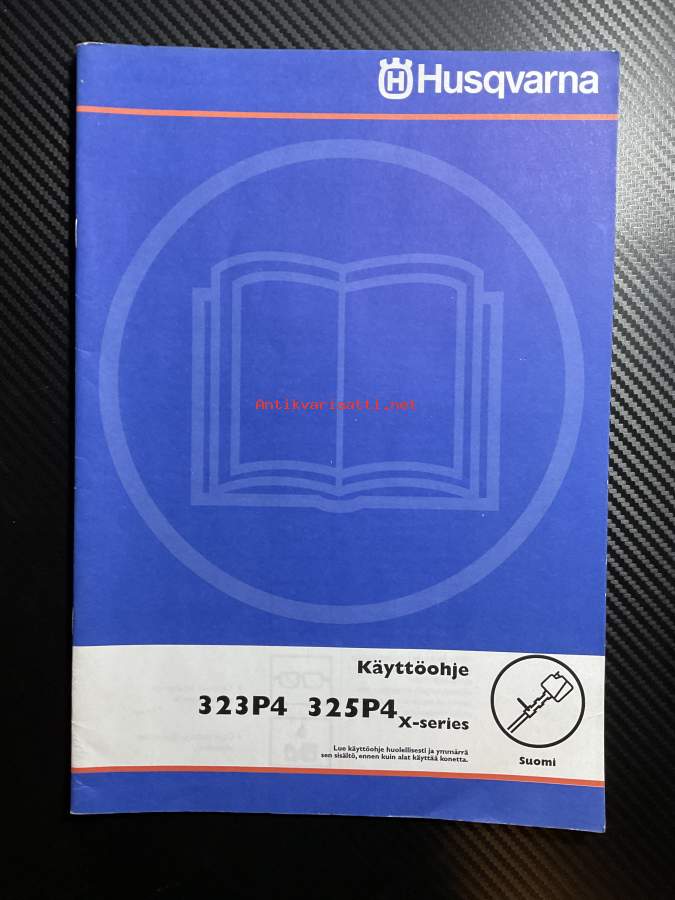 Husqvarna
Antikvariaatti.net
Käyttöohje
323P4 325P4 X-series
Lue käyttöohje huolellisesti ja ymmärrä
sen sisältö, ennen kuin alat käyttää konetta.
Suomi